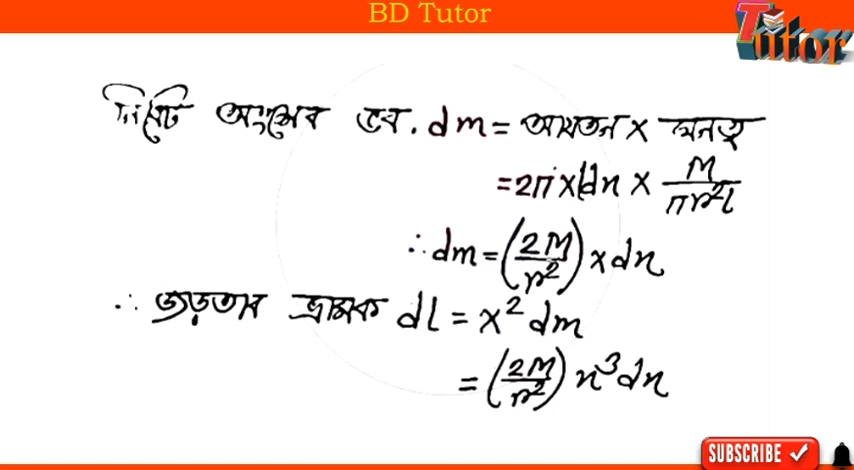 BD Tutor
Tutor
নিরেট অংশের ভর. dm = আয়তন × ঘনত্ব
= 2π x l dx × M/πr²l
∴ dm = (2M/r²) x dx
∴ জড়তার ভ্রামক dI = x² dm
= (2M/r²) x³ dx
SUBSCRIBE